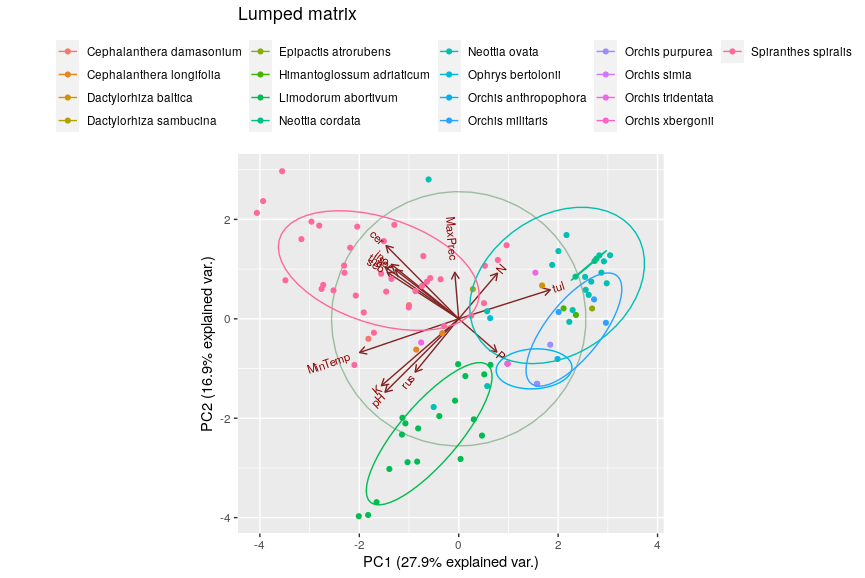 Lumped matrix
Cephalanthera damasonium Epipactis atrorubens Neottia ovata Orchis purpurea Spiranthes spiralis
Cephalanthera longifolia Himantoglossum adriaticum Ophrys bertolonii Orchis simia
Dactylorhiza baltica Limodorum abortivum Orchis anthropophora Orchis tridentata
Dactylorhiza sambucina Neottia cordata Orchis militaris Orchis xbergonii
2
0
-2
-4
PC2 (16.9% explained var.)
cer
MaxPrec
N
tul
P
MinTemp
K
pH
rus
-4 -2 0 2 4
PC1 (27.9% explained var.)